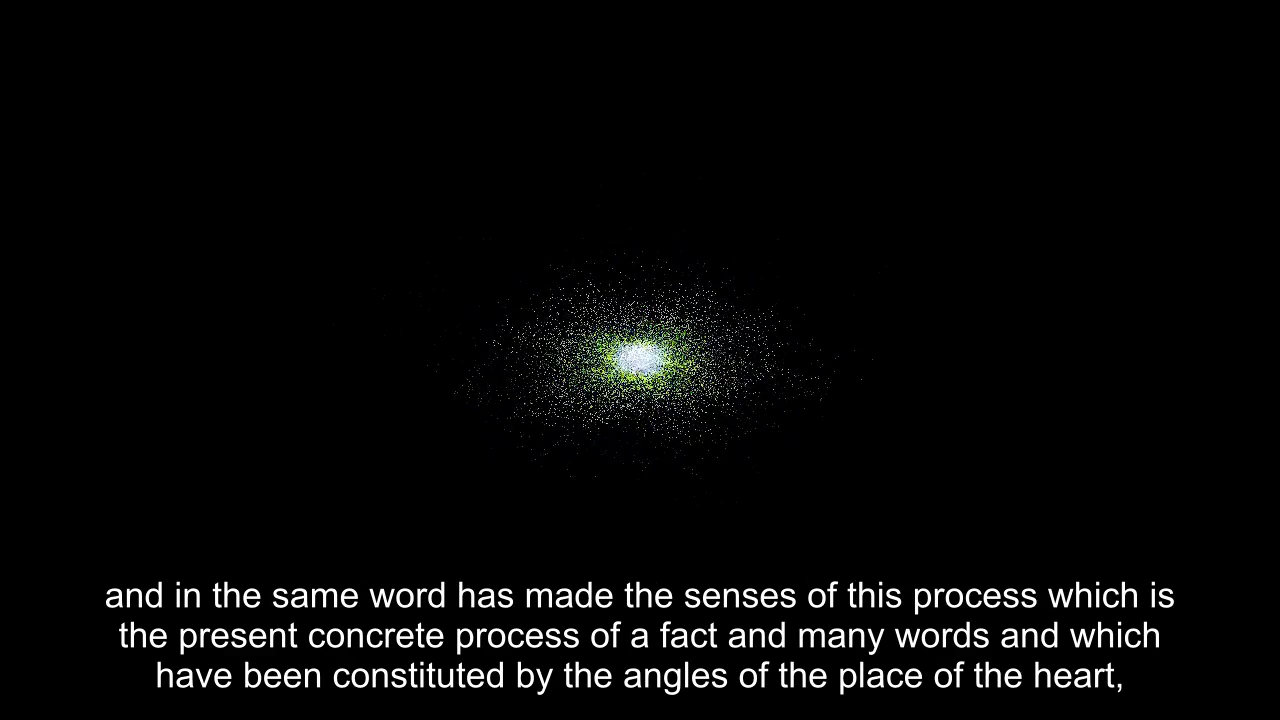 and in the same word has made the senses of this process which is
the present concrete process of a fact and many words and which
have been constituted by the angles of the place of the heart,